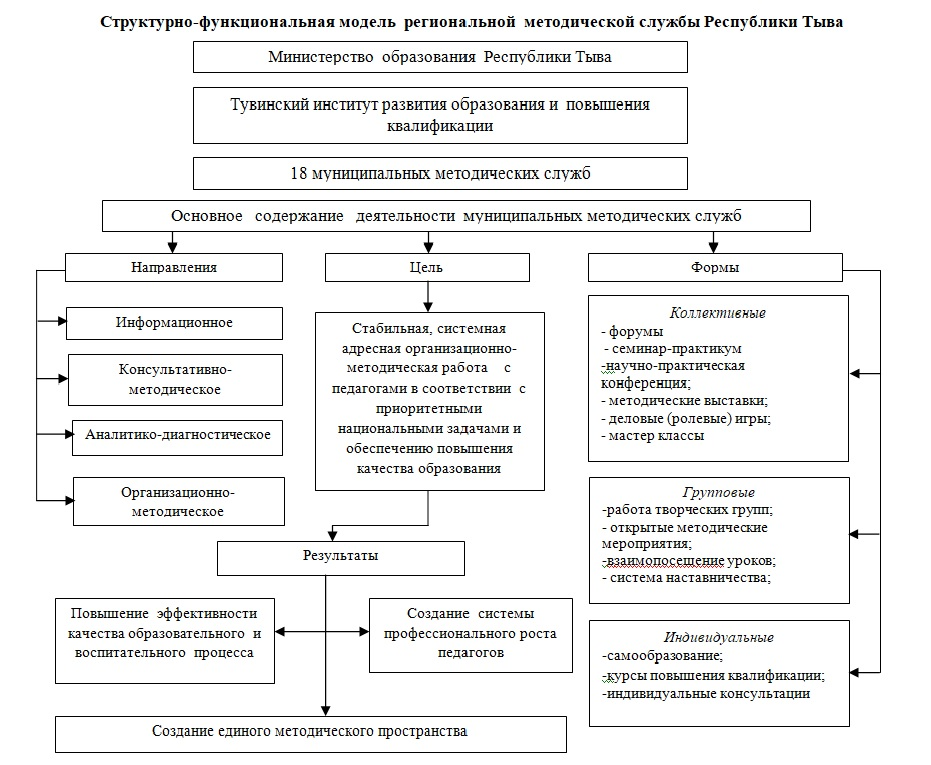 Структурно-функциональная модель региональной методической службы Республики Тыва
Министерство образования Республики Тыва
Тувинский институт развития образования и повышения
квалификации
18 муниципальных методических служб
Основное содержание деятельности муниципальных методических служб
Направления
Информационное
Консультативно-
методическое
Аналитико-диагностическое
Организационно-
методическое
Цель
Стабильная, системная
адресная организационно-
методическая работа с
педагогами в соответствии с
приоритетными
национальными задачами и
обеспечению повышения
качества образования
Формы
Коллективные
- форумы
- семинар-практикум
-научно-практическая
конференция;
- методические выставки;
- деловые (ролевые) игры;
- мастер классы
Групповые
-работа творческих групп;
- открытые методические
мероприятия;
-взаимопосещение уроков;
- система наставничества;
Индивидуальные
-самообразование;
-курсы повышения квалификации;
-индивидуальные консультации
Результаты
Повышение эффективности
качества образовательного и
воспитательного процесса
Создание системы
профессионального роста
педагогов
Создание единого методического пространства